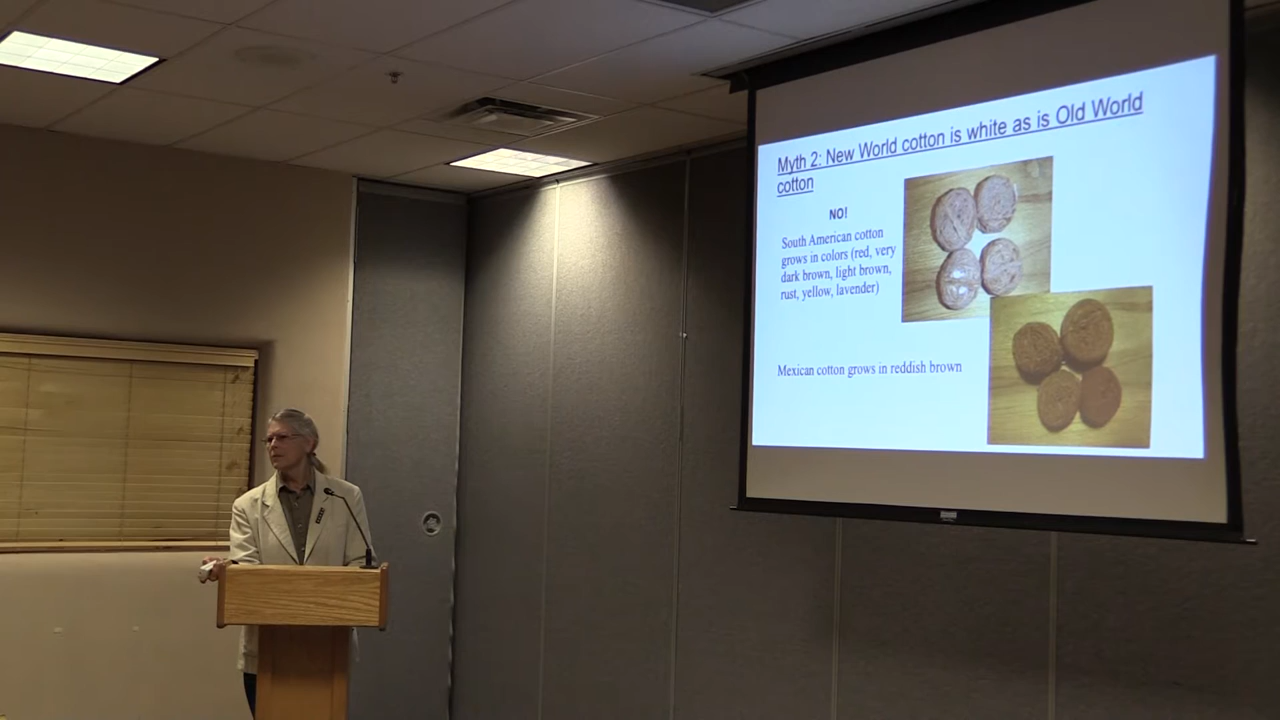 Myth 2: New World cotton is white as is Old World
cotton
NO!
South American cotton
grows in colors (red, very
dark brown, light brown,
rust, yellow, lavender)
Mexican cotton grows in reddish brown